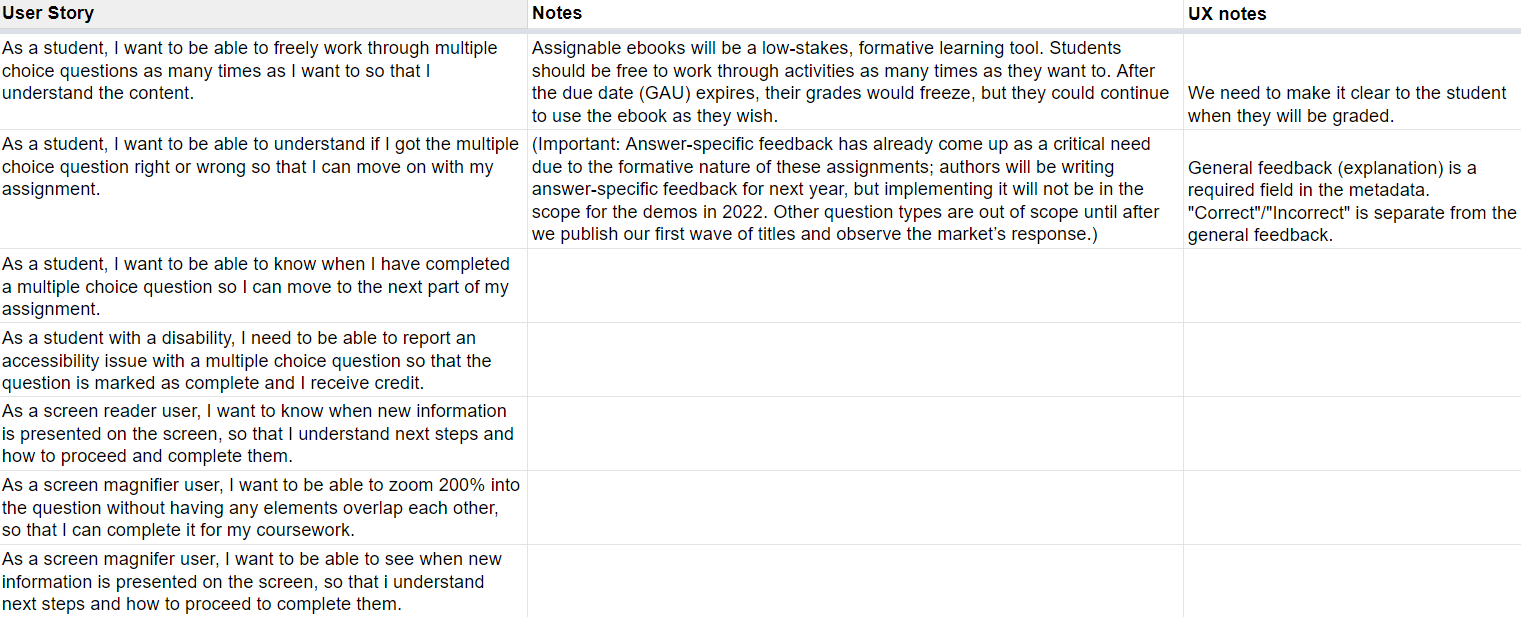 User Story
Notes
UX notes
As a student, I want to be able to freely work through multiple
choice questions as many times as I want to so that I
understand the content.
Assignable ebooks will be a low-stakes, formative learning tool. Students
should be free to work through activities as many times as they want to. After
the due date (GAU) expires, their grades would freeze, but they could continue
to use the ebook as they wish.
We need to make it clear to the student
when they will be graded.
As a student, I want to be able to understand if I got the multiple
choice question right or wrong so that I can move on with my
assignment.
(Important: Answer-specific feedback has already come up as a critical need
due to the formative nature of these assignments; authors will be writing
answer-specific feedback for next year, but implementing it will not be in the
scope for the demos in 2022. Other question types are out of scope until after
we publish our first wave of titles and observe the market’s response.)
General feedback (explanation) is a
required field in the metadata.
"Correct"/"Incorrect" is separate from the
general feedback.
As a student, I want to be able to know when I have completed
a multiple choice question so I can move to the next part of my
assignment.
As a student with a disability, I need to be able to report an
accessibility issue with a multiple choice question so that the
question is marked as complete and I receive credit.
As a screen reader user, I want to know when new information
is presented on the screen, so that I understand next steps and
how to proceed and complete them.
As a screen magnifier user, I want to be able to zoom 200% into
the question without having any elements overlap each other,
so that I can complete it for my coursework.
As a screen magnifer user, I want to be able to see when new
information is presented on the screen, so that i understand
next steps and how to proceed to complete them.